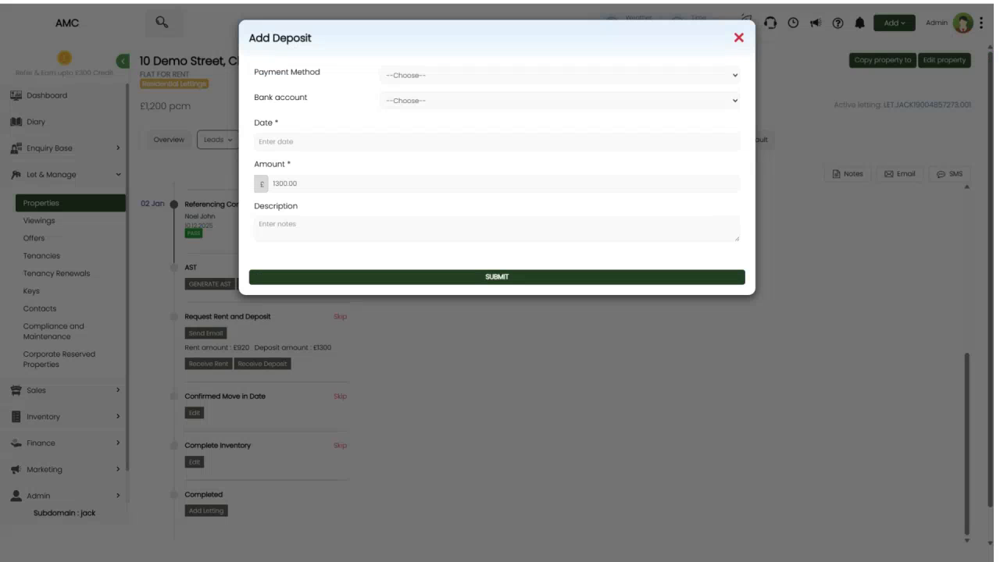 AMC
Weather
Time
Add
Admin
Refer & Earn upto £300 Credit
Dashboard
Diary
Enquiry Base
Let & Manage
Properties
Viewings
Offers
Tenancies
Tenancy Renewals
Keys
Contacts
Compliance and
Maintenance
Corporate Reserved
Properties
Sales
Inventory
Finance
Marketing
Admin
Subdomain : jack
10 Demo Street, C
FLAT FOR RENT
Residential Lettings
£1,200 pcm
Copy property to
Edit property
Active letting: LET.JACK19004857273.001
Overview
Leads
Notes
Email
SMS
Add Deposit
Payment Method
--Choose--
Bank account
--Choose--
Date *
Enter date
Amount *
£ 1300.00
Description
Enter notes
SUBMIT
02 Jan
Referencing Co
Noel John
10.12.2025
PASS
AST
GENERATE AST
Request Rent and Deposit
Skip
Send Email
Rent amount : £920 Deposit amount : £1300
Receive Rent
Receive Deposit
Confirmed Move in Date
Skip
Edit
Complete Inventory
Skip
Edit
Completed
Add Letting